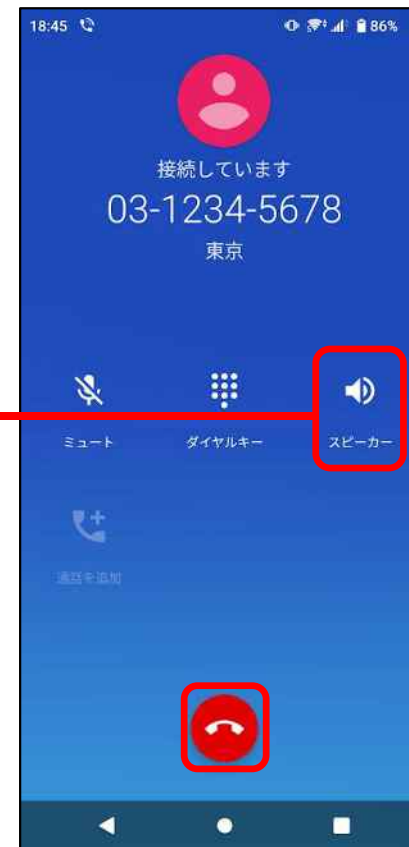 18:45 86%
接続しています
03-1234-5678
東京
ミュート ダイヤルキー スピーカー
通話を追加